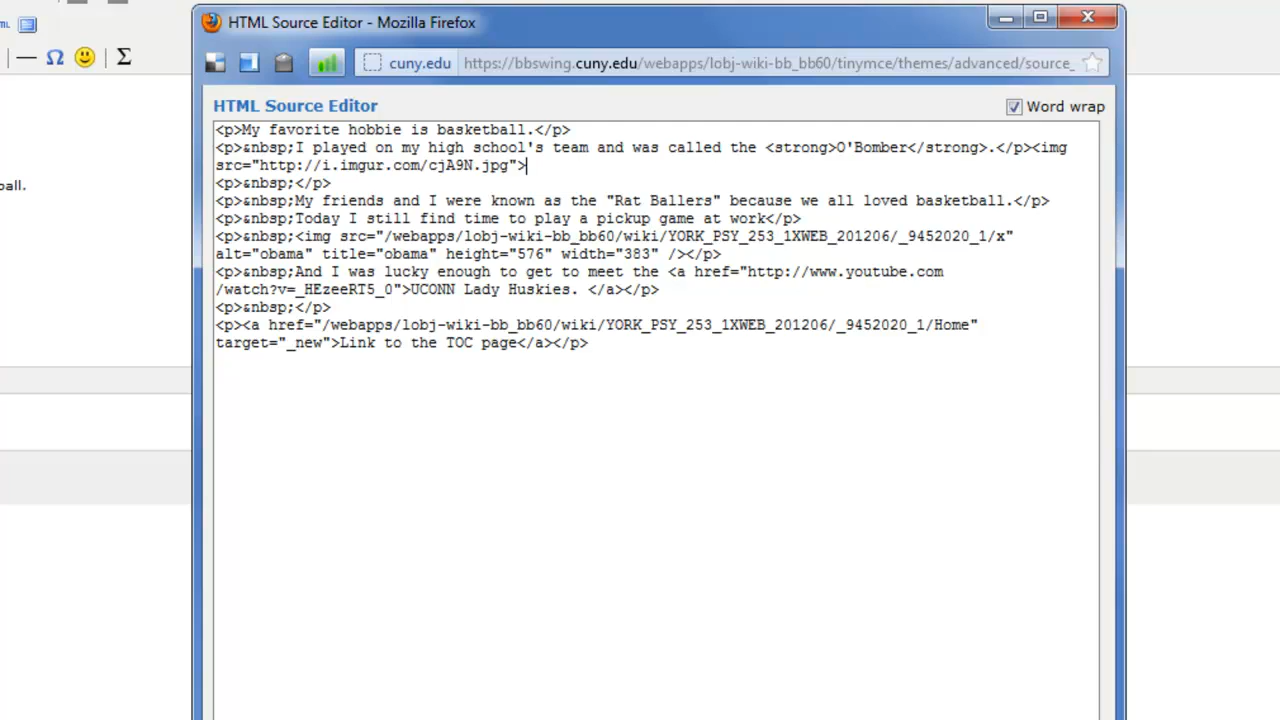 HTML Source Editor - Mozilla Firefox
cuny.edu https://bbswing.cuny.edu/webapps/lobj-wiki-bb_bb60/tinymce/themes/advanced/source_
— Ω Σ
HTML Source Editor
Word wrap
<p>My favorite hobbie is basketball.</p>
<p>&nbsp;I played on my high school's team and was called the <strong>O'Bomber</strong>.</p><img
src="http://i.imgur.com/cjA9N.jpg">
<p>&nbsp;</p>
<p>&nbsp;My friends and I were known as the "Rat Ballers" because we all loved basketball.</p>
<p>&nbsp;Today I still find time to play a pickup game at work</p>
<p>&nbsp;<img src="/webapps/lobj-wiki-bb_bb60/wiki/YORK_PSY_253_1XWEB_201206/_9452020_1/x"
alt="obama" title="obama" height="576" width="383" /></p>
<p>&nbsp;And I was lucky enough to get to meet the <a href="http://www.youtube.com
/watch?v=_HEzeeRT5_0">UCONN Lady Huskies. </a></p>
<p>&nbsp;</p>
<p><a href="/webapps/lobj-wiki-bb_bb60/wiki/YORK_PSY_253_1XWEB_201206/_9452020_1/Home"
target="_new">Link to the TOC page</a></p>
ball.